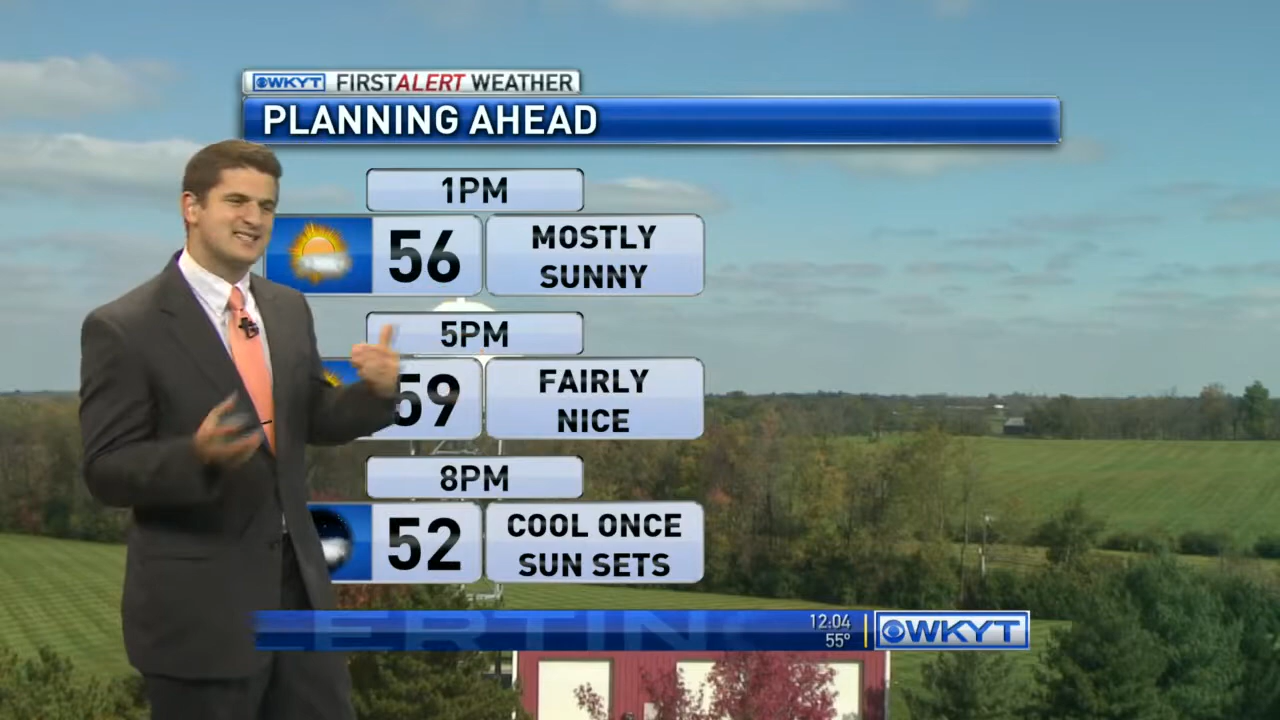 WKYT FIRSTALERT WEATHER
PLANNING AHEAD
1PM
56
MOSTLY
SUNNY
5PM
59
FAIRLY
NICE
8PM
52
COOL ONCE
SUN SETS
ERTIN
12:04
55°
WKYT